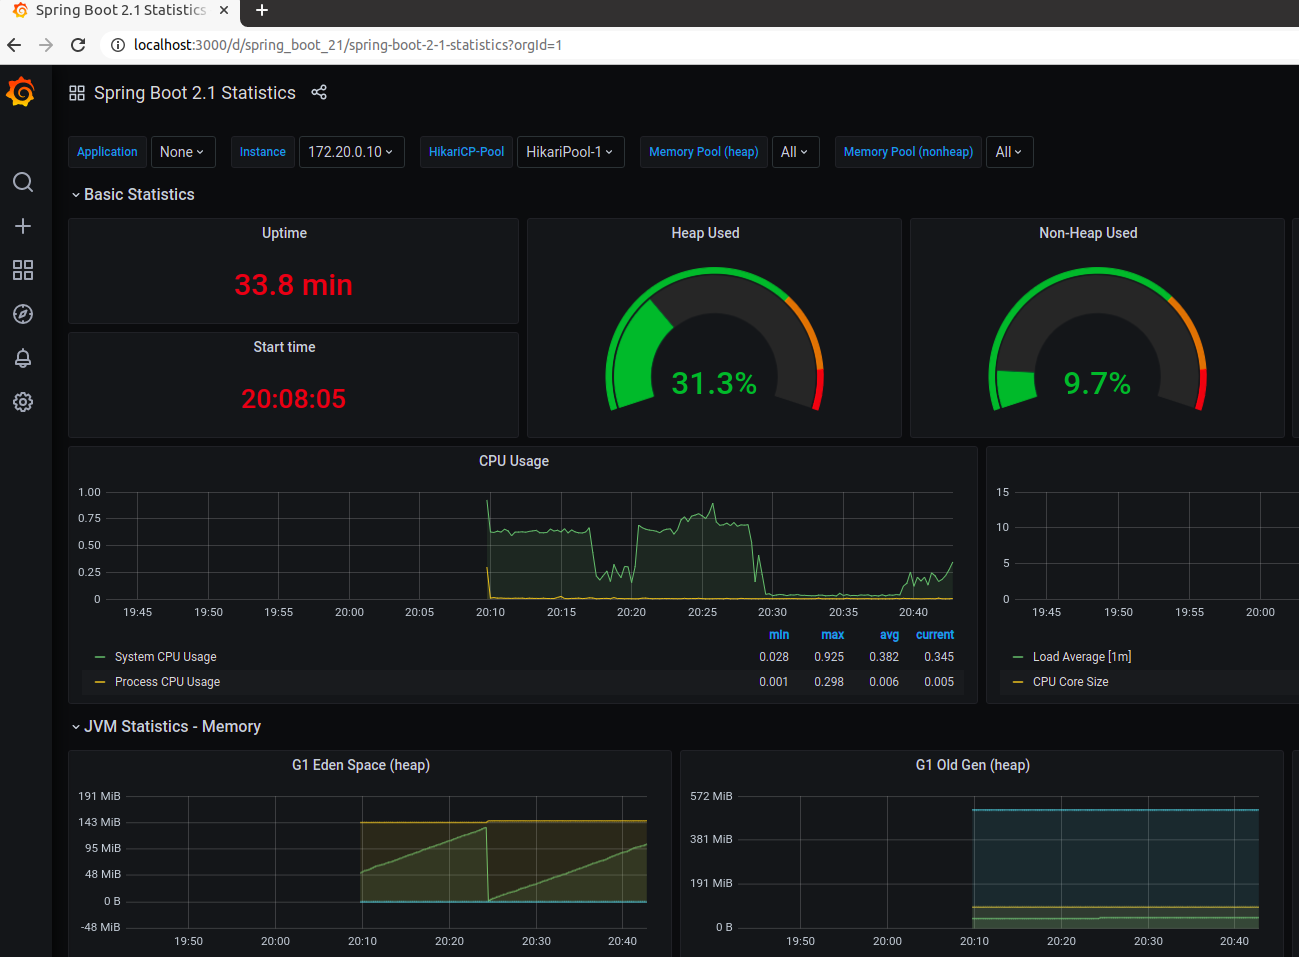 Spring Boot 2.1 Statistics
localhost:3000/d/spring_boot_21/spring-boot-2-1-statistics?orgId=1
Spring Boot 2.1 Statistics
Application None Instance 172.20.0.10 HikariCP-Pool HikariPool-1 Memory Pool (heap) All Memory Pool (nonheap) All
Basic Statistics
Uptime
33.8 min
Start time
20:08:05
Heap Used
31.3%
Non-Heap Used
9.7%
CPU Usage
1.00
0.75
0.50
0.25
0
19:45 19:50 19:55 20:00 20:05 20:10 20:15 20:20 20:25 20:30 20:35 20:40
min max avg current
System CPU Usage 0.028 0.925 0.382 0.345
Process CPU Usage 0.001 0.298 0.006 0.005
15
10
5
0
19:45 19:50 19:55 20:00
Load Average [1m]
CPU Core Size
JVM Statistics - Memory
G1 Eden Space (heap)
191 MiB
143 MiB
95 MiB
48 MiB
0 B
-48 MiB
19:50 20:00 20:10 20:20 20:30 20:40
G1 Old Gen (heap)
572 MiB
381 MiB
191 MiB
0 B
19:50 20:00 20:10 20:20 20:30 20:40